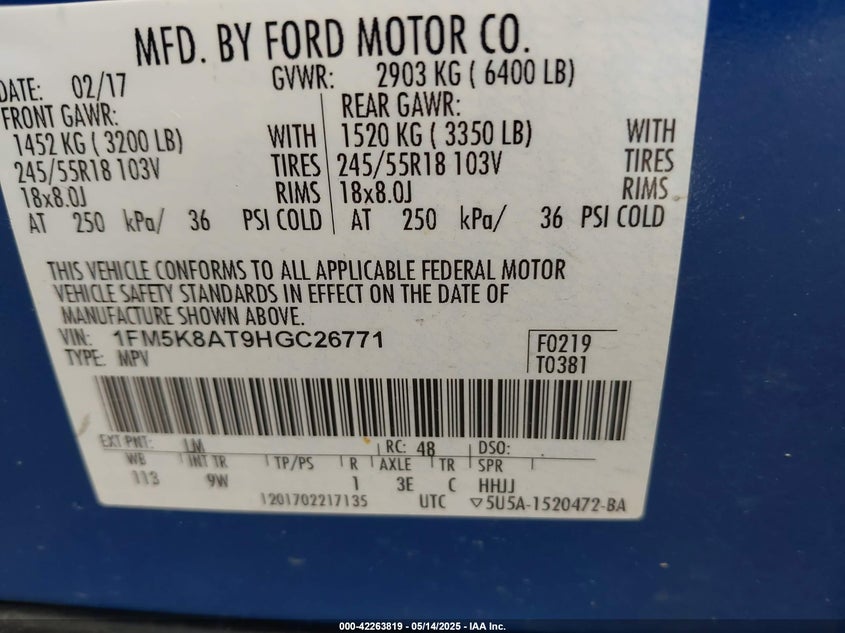 MFD. BY FORD MOTOR CO.
DATE: 02/17 GVWR: 2903 KG ( 6400 LB)
FRONT GAWR: REAR GAWR:
1452 KG ( 3200 LB) WITH 1520 KG ( 3350 LB) WITH
245/55R18 103V TIRES 245/55R18 103V TIRES
18x8.0J RIMS 18x8.0J RIMS
AT 250 kPa/ 36 PSI COLD AT 250 kPa/ 36 PSI COLD
THIS VEHICLE CONFORMS TO ALL APPLICABLE FEDERAL MOTOR
VEHICLE SAFETY STANDARDS IN EFFECT ON THE DATE OF
MANUFACTURE SHOWN ABOVE.
VIN: 1FM5K8AT9HGC26771 F0219
TYPE: MPV T0381
EXT PNT: LM RC: 48 DSO:
WB INT TR TP/PS R AXLE TR SPR
113 9W 1 3E C HHJJ
1201702217135 UTC ▽5U5A-1520472-BA
000-42263819 - 05/14/2025 - IAA Inc.